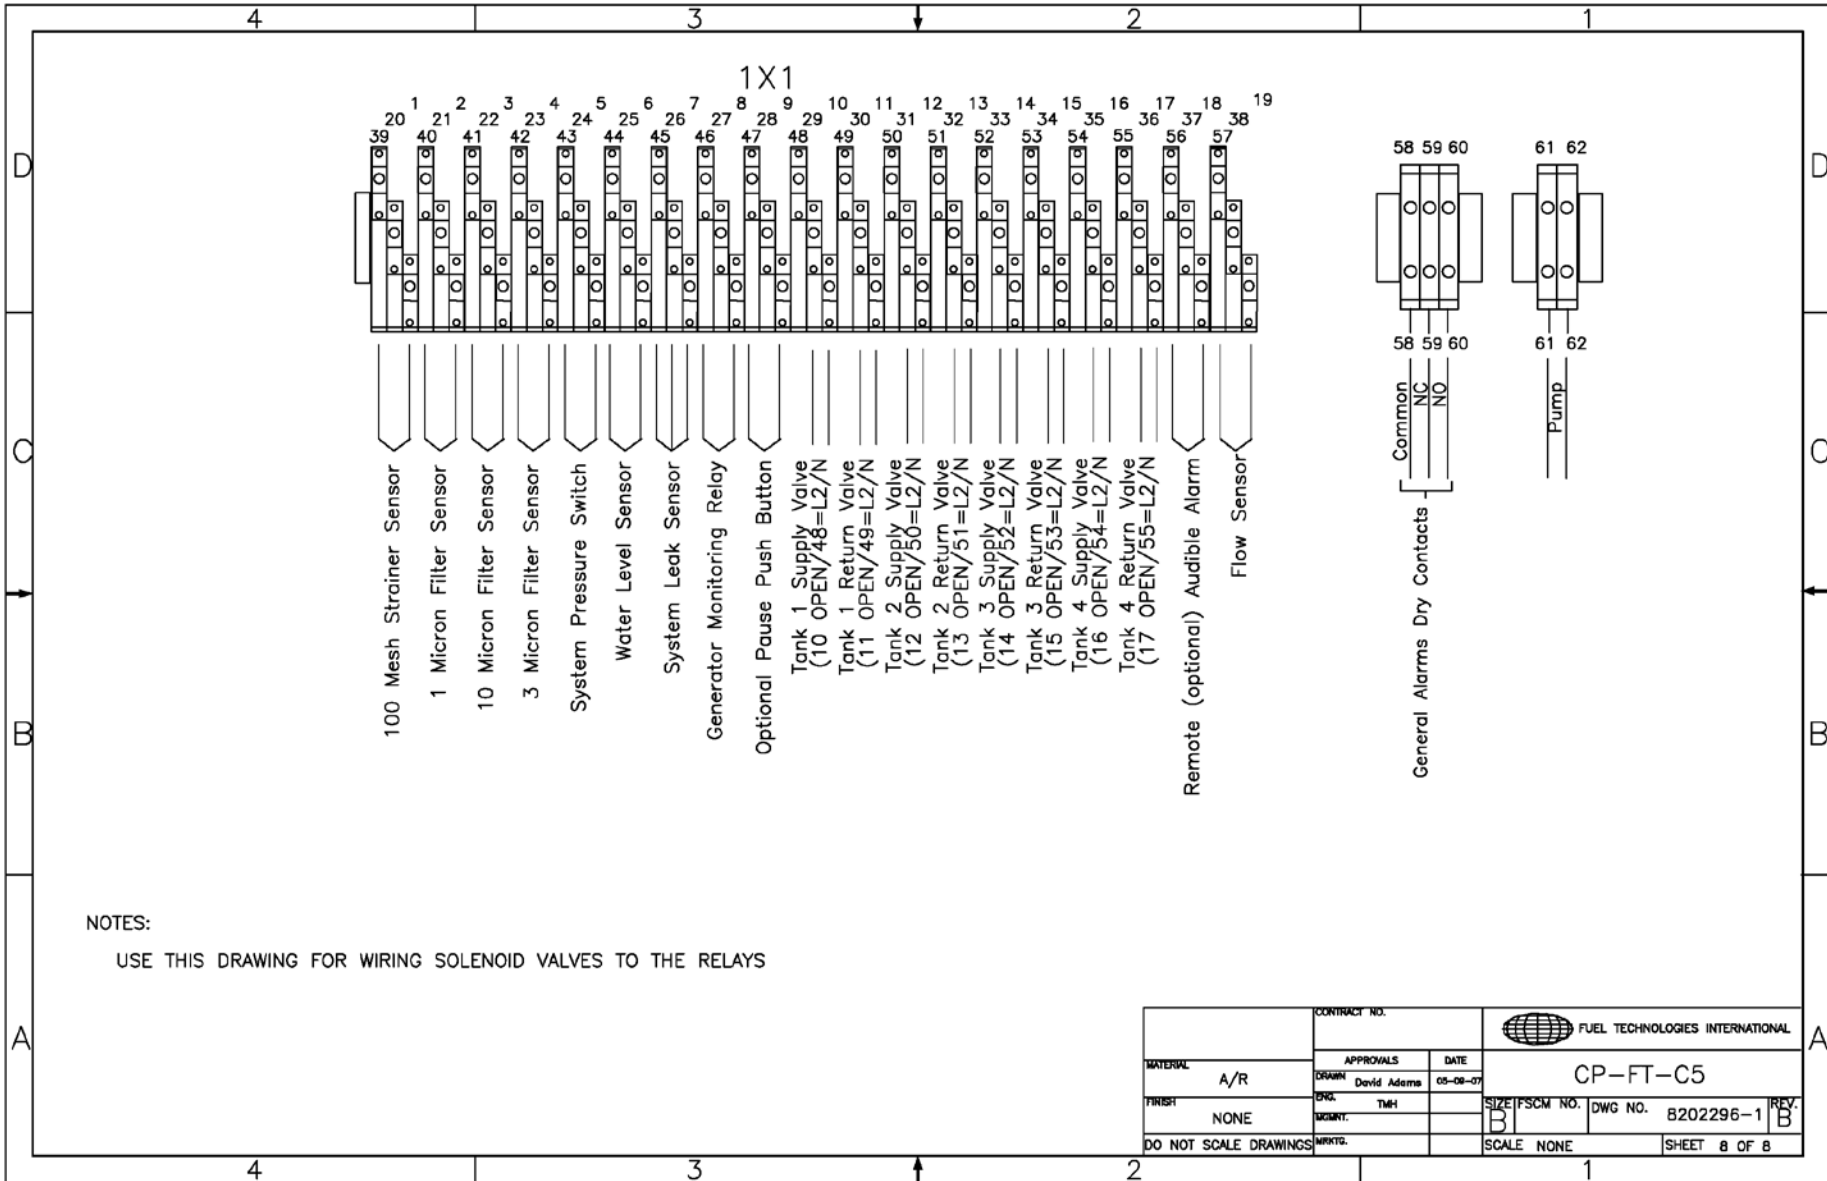 4 3 2 1
1X1
1 2 3 4 5 6 7 8 9 10 11 12 13 14 15 16 17 18 19
20 21 22 23 24 25 26 27 28 29 30 31 32 33 34 35 36 37 38
39 40 41 42 43 44 45 46 47 48 49 50 51 52 53 54 55 56 57
58 59 60
61 62
D D
58 59 60
61 62
Common
NC
NO
Pump
C C
100 Mesh Strainer Sensor
1 Micron Filter Sensor
10 Micron Filter Sensor
3 Micron Filter Sensor
System Pressure Switch
Water Level Sensor
System Leak Sensor
Generator Monitoring Relay
Optional Pause Push Button
Tank 1 Supply Valve
(10 OPEN/48=L2/N
Tank 1 Return Valve
(11 OPEN/49=L2/N
Tank 2 Supply Valve
(12 OPEN/50=L2/N
Tank 2 Return Valve
(13 OPEN/51=L2/N
Tank 3 Supply Valve
(14 OPEN/52=L2/N
Tank 3 Return Valve
(15 OPEN/53=L2/N
Tank 4 Supply Valve
(16 OPEN/54=L2/N
Tank 4 Return Valve
(17 OPEN/55=L2/N
Remote (optional) Audible Alarm
Flow Sensor
General Alarms Dry Contacts
B B
NOTES:
USE THIS DRAWING FOR WIRING SOLENOID VALVES TO THE RELAYS
A A
CONTRACT NO.
FUEL TECHNOLOGIES INTERNATIONAL
MATERIAL
A/R
APPROVALS DATE
DRAWN David Adams 05-09-07
CP-FT-C5
FINISH
NONE
ENG. TMH
MGMNT.
SIZE B FSCM NO. DWG NO. 8202296-1 REV. B
DO NOT SCALE DRAWINGS MRKTG.
SCALE NONE SHEET 8 OF 8
4 3 2 1